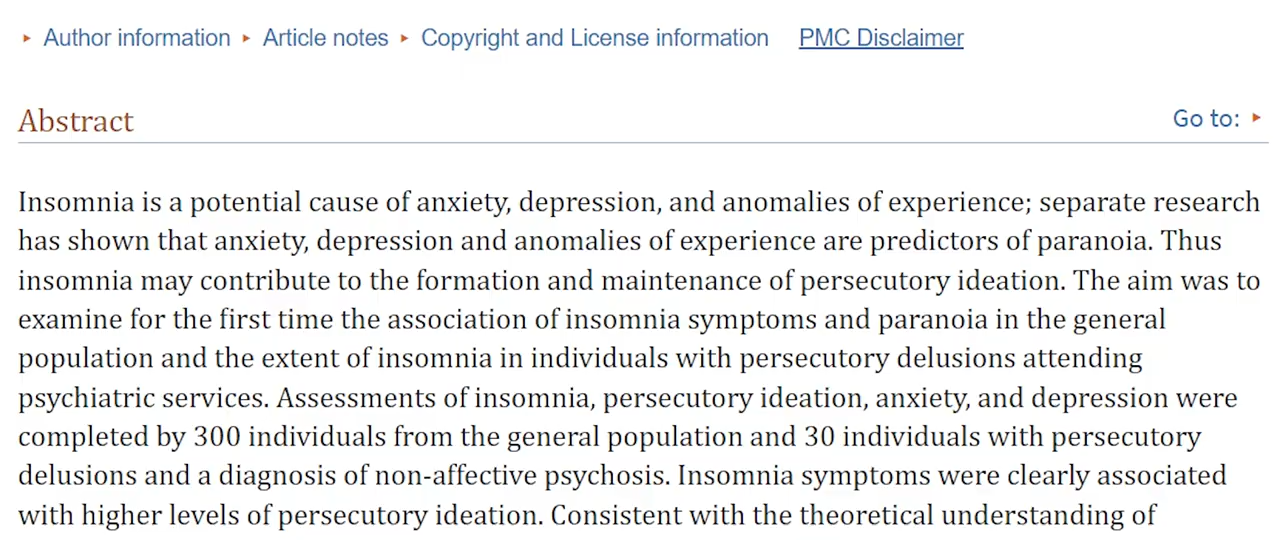 Author information Article notes Copyright and License information PMC Disclaimer
Abstract Go to:
Insomnia is a potential cause of anxiety, depression, and anomalies of experience; separate research
has shown that anxiety, depression and anomalies of experience are predictors of paranoia. Thus
insomnia may contribute to the formation and maintenance of persecutory ideation. The aim was to
examine for the first time the association of insomnia symptoms and paranoia in the general
population and the extent of insomnia in individuals with persecutory delusions attending
psychiatric services. Assessments of insomnia, persecutory ideation, anxiety, and depression were
completed by 300 individuals from the general population and 30 individuals with persecutory
delusions and a diagnosis of non-affective psychosis. Insomnia symptoms were clearly associated
with higher levels of persecutory ideation. Consistent with the theoretical understanding of